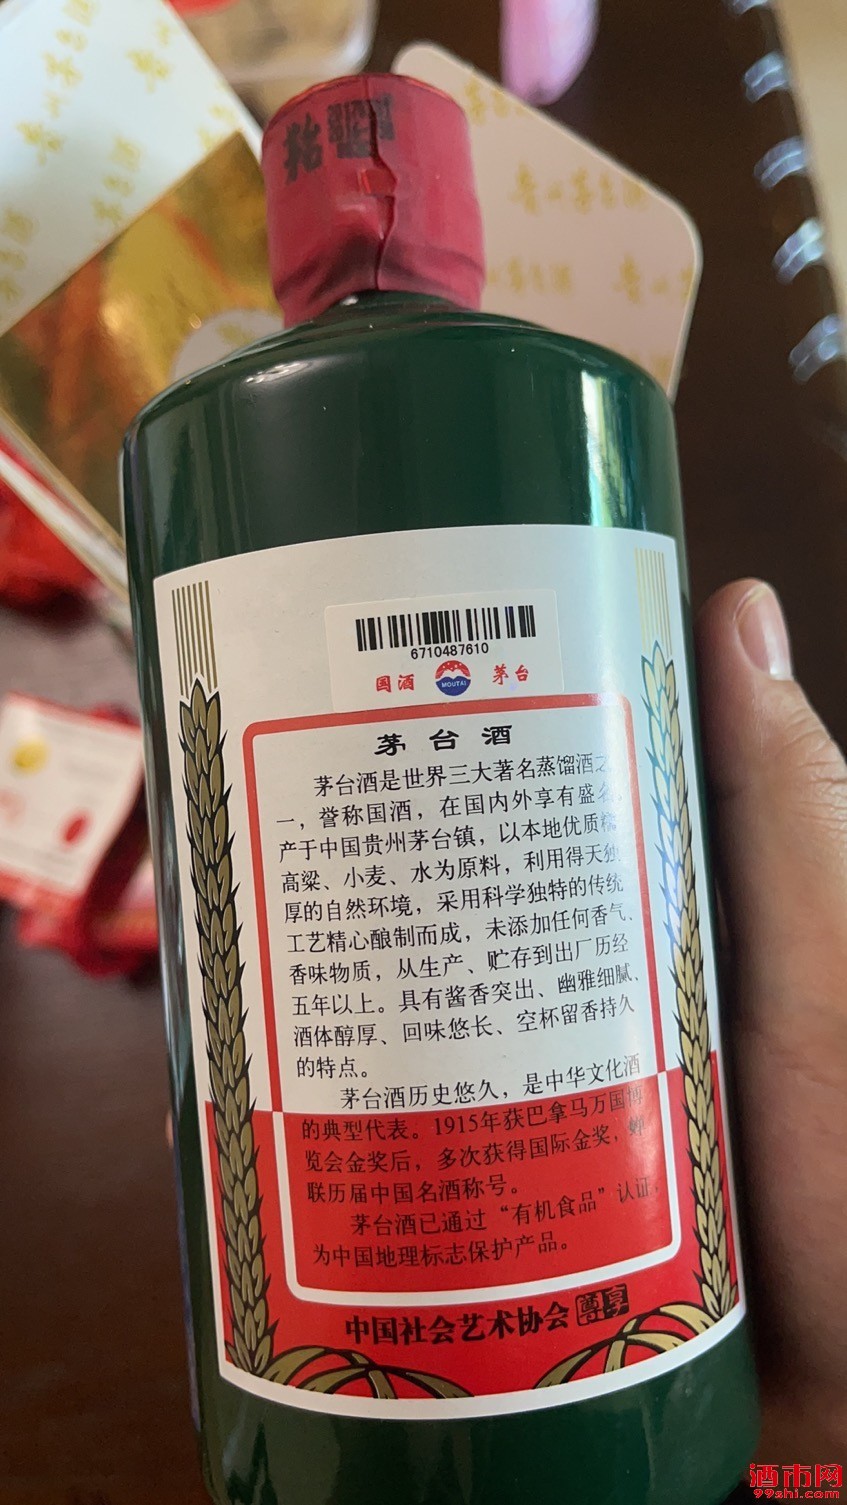 6710487610
国酒 MOUTAI 茅台
茅台酒
茅台酒是世界三大著名蒸馏酒之
一，誉称国酒，在国内外享有盛名。
产于中国贵州茅台镇，以本地优质糯
高粱、小麦、水为原料，利用得天独
厚的自然环境，采用科学独特的传统
工艺精心酿制而成，未添加任何香气、
香味物质，从生产、贮存到出厂历经
五年以上。具有酱香突出、幽雅细腻、
酒体醇厚、回味悠长、空杯留香持久
的特点。
茅台酒历史悠久，是中华文化酒
的典型代表。1915年获巴拿马万国博
览会金奖后，多次获得国际金奖，蝉
联历届中国名酒称号。
茅台酒已通过“有机食品”认证，
为中国地理标志保护产品。
中国社会艺术协会 尊享
酒市网
99shi.com